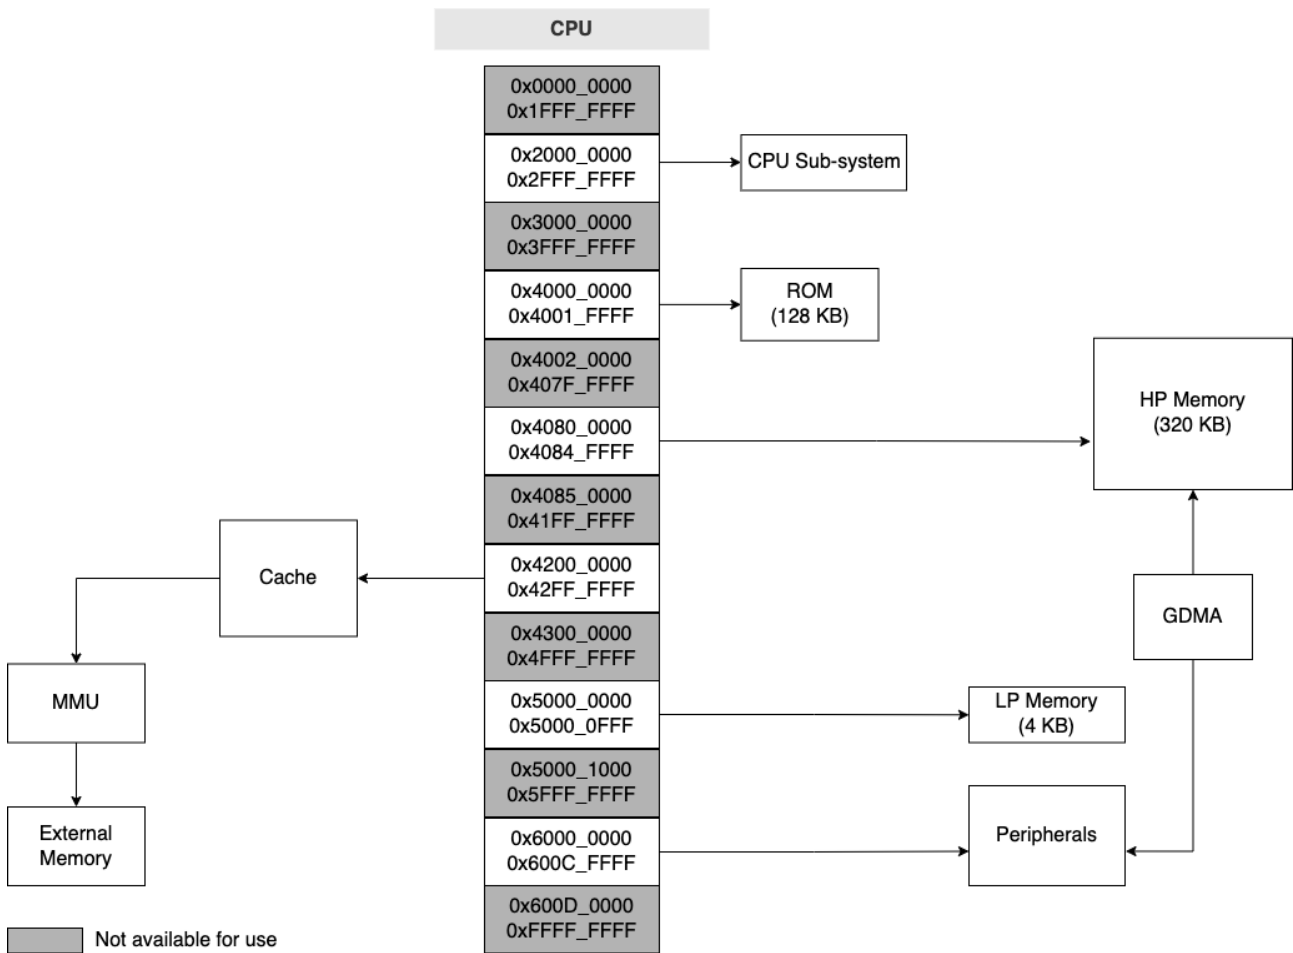 CPU
0x0000_0000
0x1FFF_FFFF
0x2000_0000
0x2FFF_FFFF
CPU Sub-system
0x3000_0000
0x3FFF_FFFF
0x4000_0000
0x4001_FFFF
ROM
(128 KB)
0x4002_0000
0x407F_FFFF
0x4080_0000
0x4084_FFFF
HP Memory
(320 KB)
0x4085_0000
0x41FF_FFFF
Cache
0x4200_0000
0x42FF_FFFF
GDMA
0x4300_0000
0x4FFF_FFFF
MMU
0x5000_0000
0x5000_0FFF
LP Memory
(4 KB)
0x5000_1000
0x5FFF_FFFF
External
Memory
0x6000_0000
0x600C_FFFF
Peripherals
0x600D_0000
0xFFFF_FFFF
Not available for use